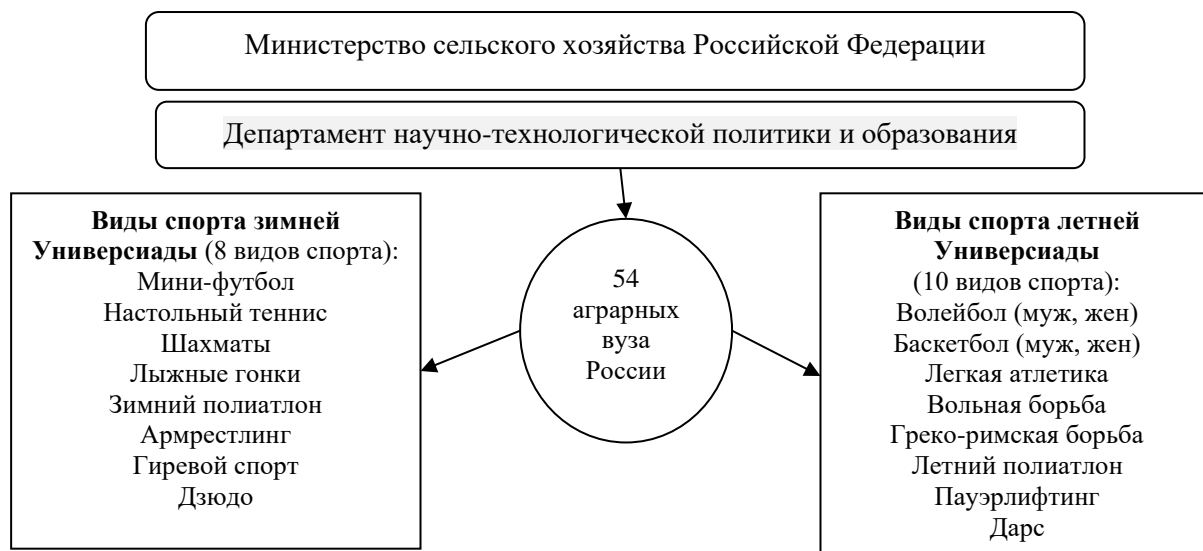 Министерство сельского хозяйства Российской Федерации
Департамент научно-технологической политики и образования
Виды спорта зимней
Универсиады (8 видов спорта):
Мини-футбол
Настольный теннис
Шахматы
Лыжные гонки
Зимний полиатлон
Армрестлинг
Гиревой спорт
Дзюдо
54
аграрных
вуза
России
Виды спорта летней
Универсиады
(10 видов спорта):
Волейбол (муж, жен)
Баскетбол (муж, жен)
Легкая атлетика
Вольная борьба
Греко-римская борьба
Летний полиатлон
Пауэрлифтинг
Дарс